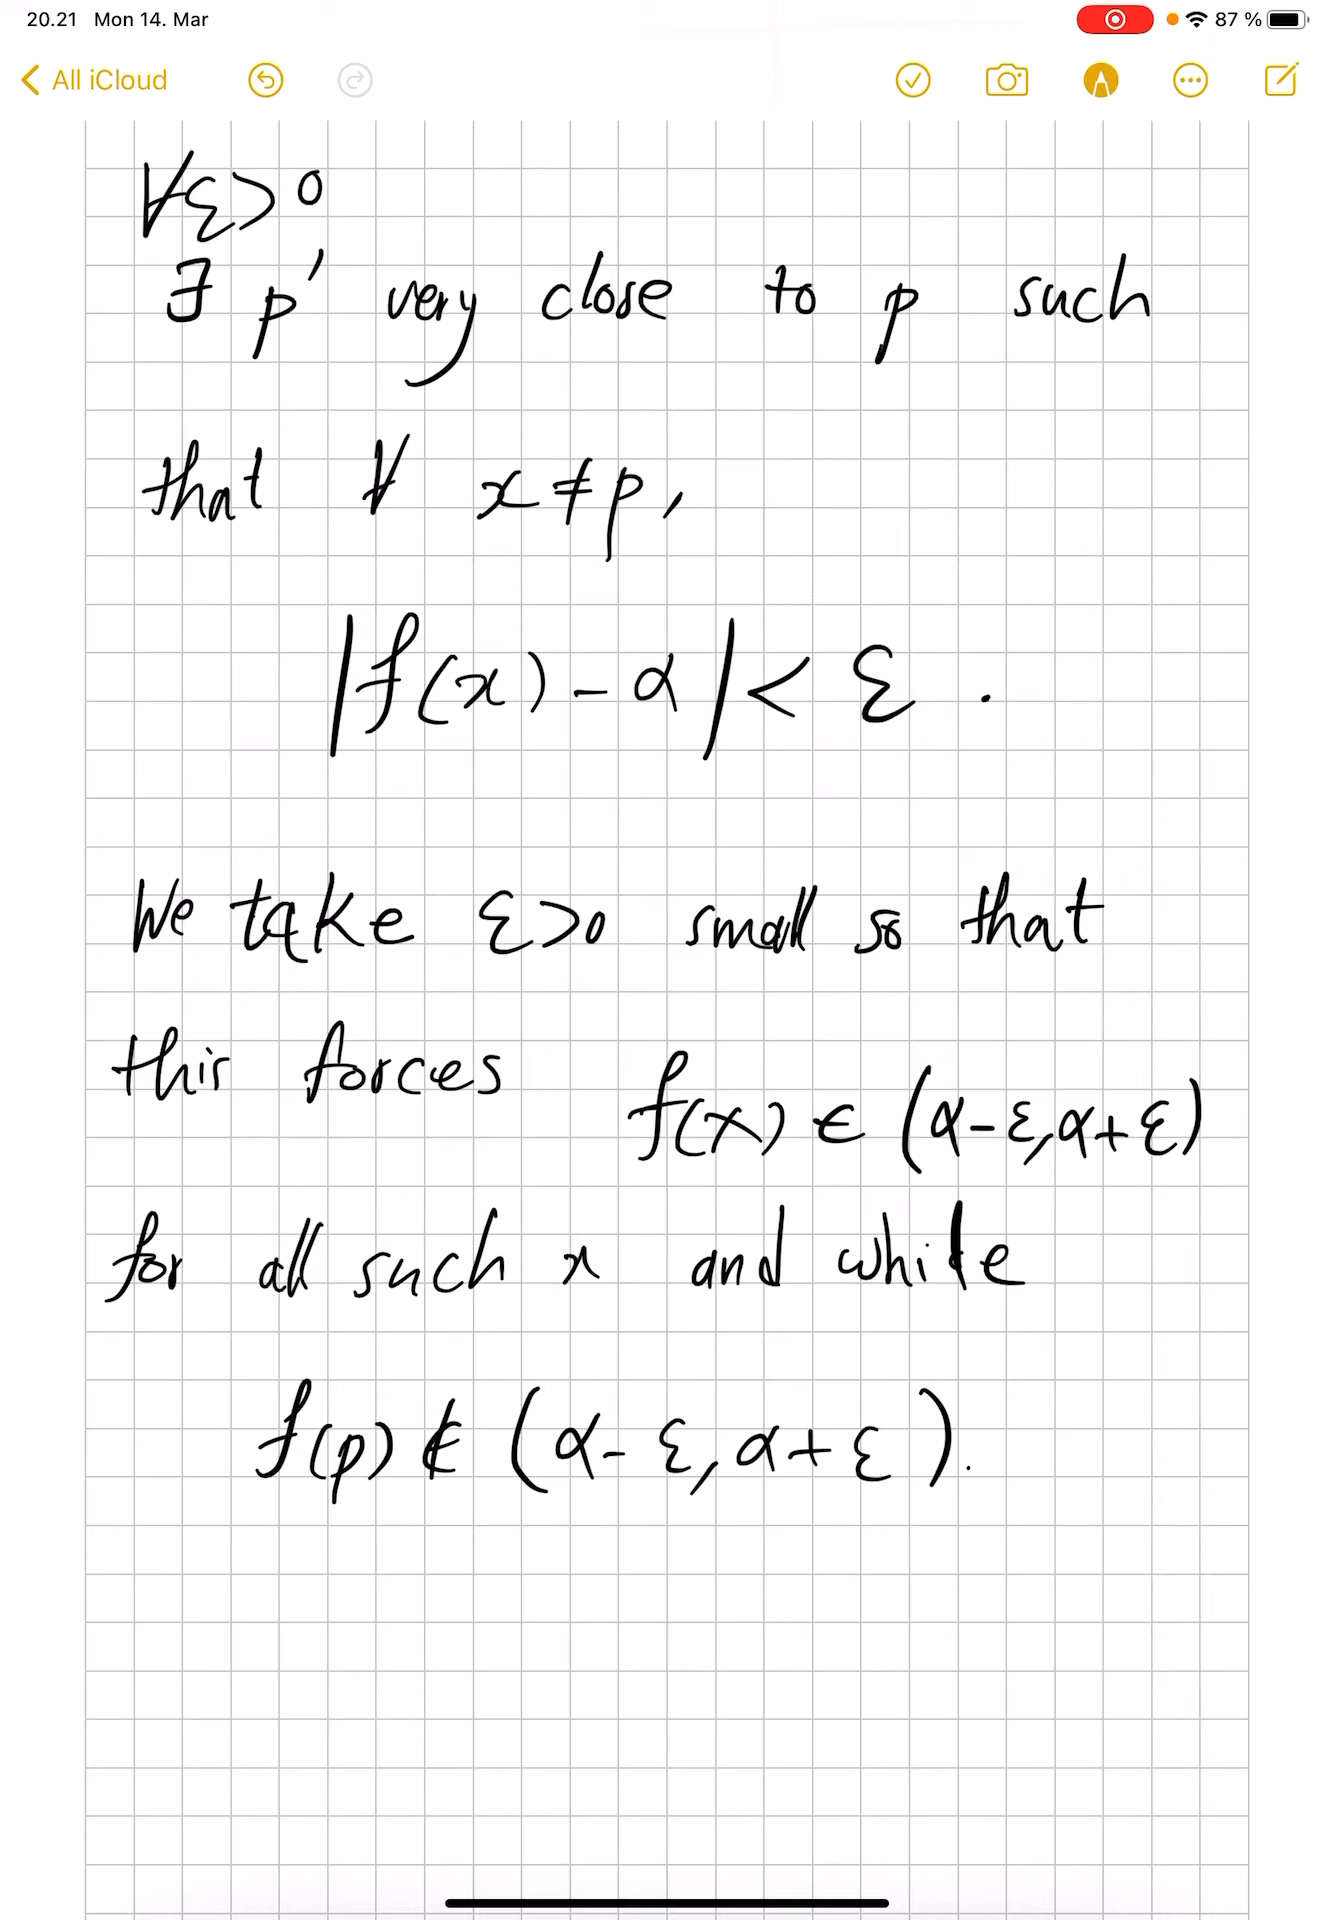 20.21 Mon 14. Mar 87 %
All iCloud
∀ε>0
∃ p' very close to p such
that ∀ x≠p,
|f(x)-α|< ε .
We take ε>0 small so that
this forces f(x) ∈ (α-ε,α+ε)
for all such x and while
f(p) ∉ (α-ε, α+ε).